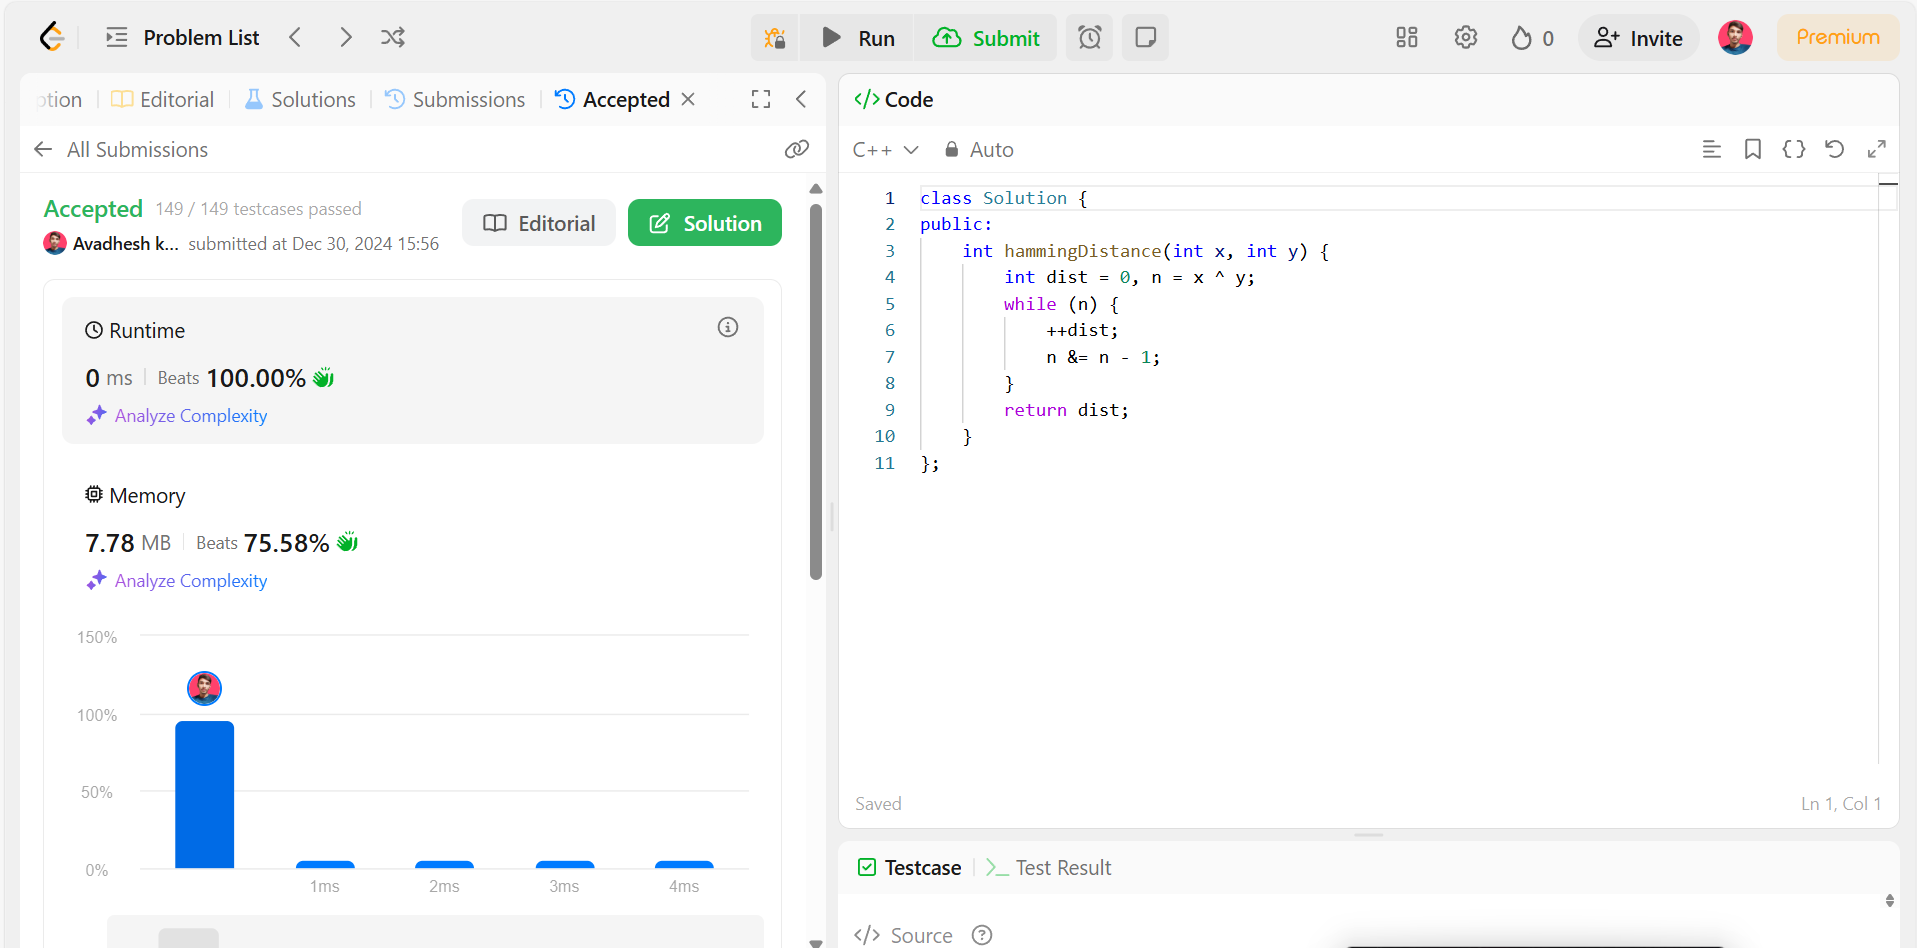 Problem List
Run
Submit
0
Invite
Premium
Editorial
Solutions
Submissions
Accepted
All Submissions
Accepted 149 / 149 testcases passed
Avadhesh k... submitted at Dec 30, 2024 15:56
Editorial
Solution
Runtime
0 ms Beats 100.00%
Analyze Complexity
Memory
7.78 MB Beats 75.58%
Analyze Complexity
150%
100%
50%
0%
1ms 2ms 3ms 4ms
</> Code
C++ Auto
1 class Solution {
2 public:
3 int hammingDistance(int x, int y) {
4 int dist = 0, n = x ^ y;
5 while (n) {
6 ++dist;
7 n &= n - 1;
8 }
9 return dist;
10 }
11 };
Saved
Ln 1, Col 1
Testcase
Test Result
</> Source